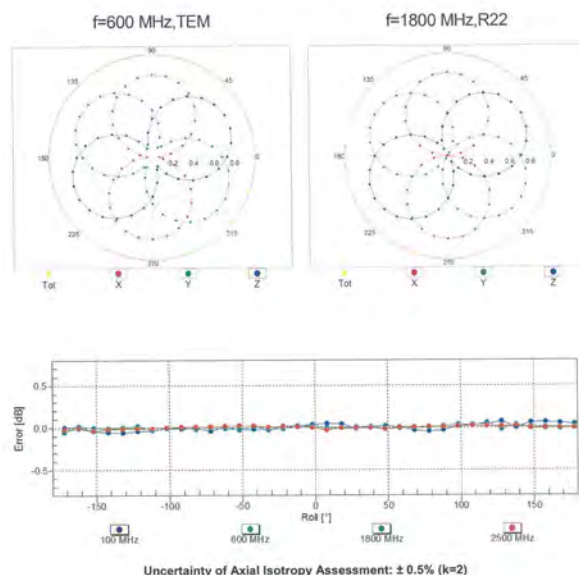 f=600 MHz,TEM
f=1800 MHz,R22
90
135
45
180
0.2 0.4 0.6 0.8
0
225
315
270
Tot X Y Z
90
135
45
180
0.2 0.4 0.6 0.8
0
225
315
270
Tot X Y Z
Error [dB]
0.5
0.0
-0.5
-150 -100 -50 0 50 100 150
Roll [°]
100 MHz 600 MHz 1800 MHz 2500 MHz
Uncertainty of Axial Isotropy Assessment: ± 0.5% (k=2)